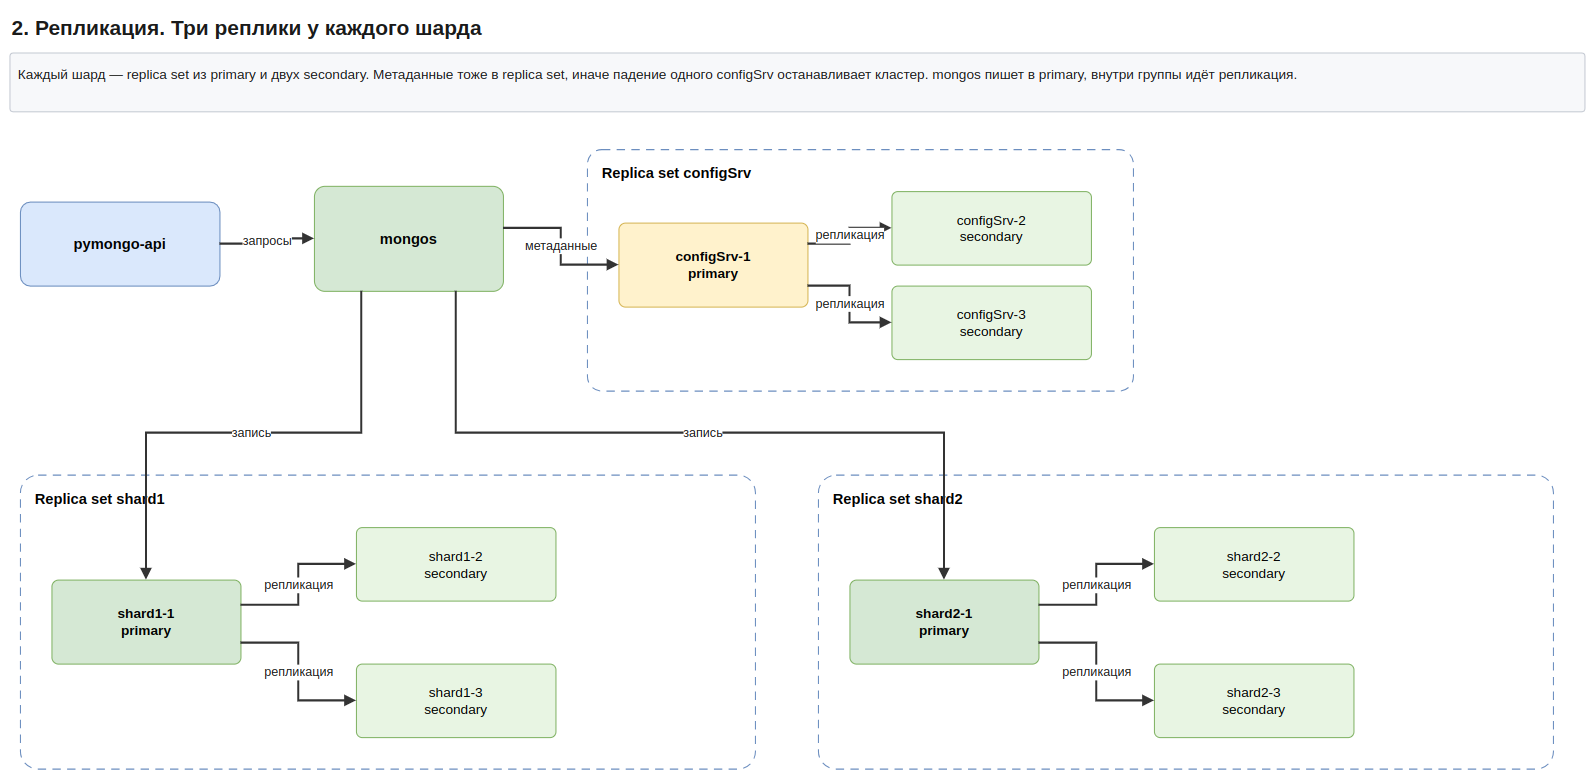 2. Репликация. Три реплики у каждого шарда
Каждый шард — replica set из primary и двух secondary. Метаданные тоже в replica set, иначе падение одного configSrv останавливает кластер. mongos пишет в primary, внутри группы идёт репликация.
Replica set configSrv
pymongo-api
запросы
mongos
метаданные
configSrv-1
primary
репликация
configSrv-2
secondary
репликация
configSrv-3
secondary
запись
запись
Replica set shard1
shard1-1
primary
репликация
shard1-2
secondary
репликация
shard1-3
secondary
Replica set shard2
shard2-1
primary
репликация
shard2-2
secondary
репликация
shard2-3
secondary